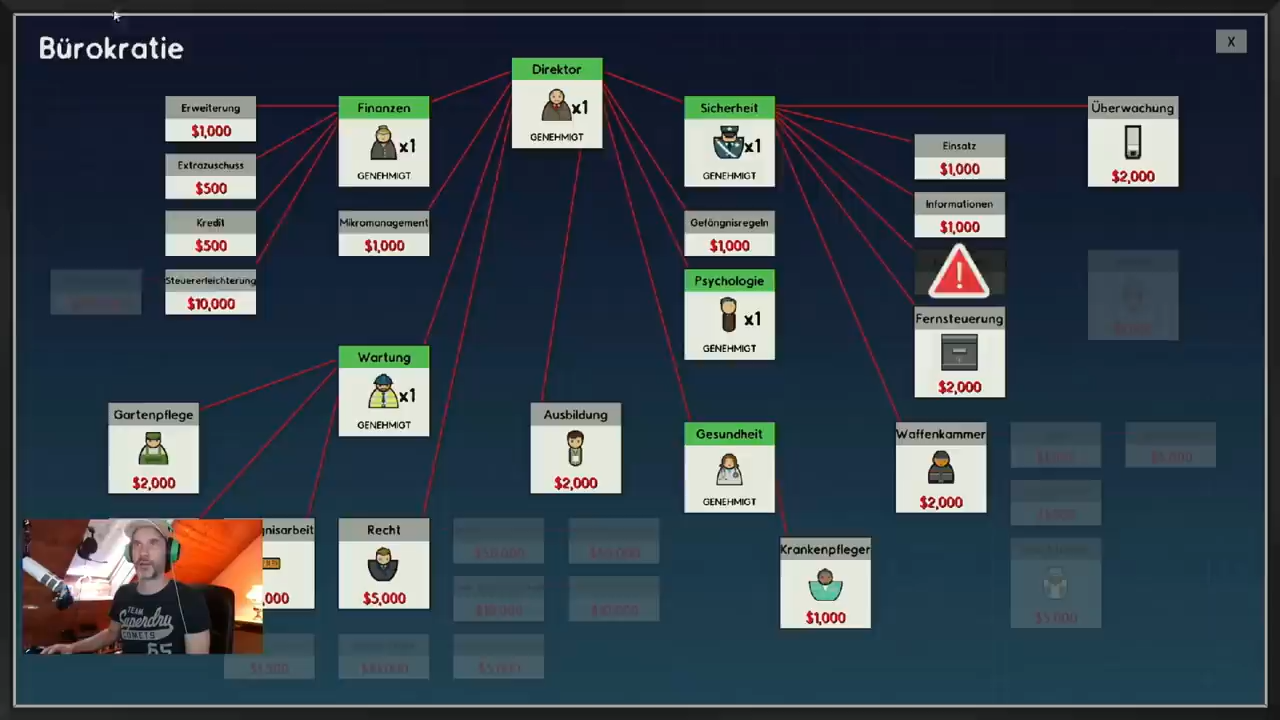 Bürokratie
X
Direktor
x1
GENEHMIGT
Erweiterung
$1,000
Finanzen
x1
GENEHMIGT
Sicherheit
x1
GENEHMIGT
Überwachung
$2,000
Extrazuschuss
$500
Einsatz
$1,000
Kredit
$500
Mikromanagement
$1,000
Gefängnisregeln
$1,000
Informationen
$1,000
Steuererleichterung
$10,000
Psychologie
x1
GENEHMIGT
Fernsteuerung
$2,000
Wartung
x1
GENEHMIGT
Gartenpflege
$2,000
Ausbildung
$2,000
Gesundheit
GENEHMIGT
Waffenkammer
$2,000
gnisarbeit
000
Recht
$5,000
Krankenpfleger
$1,000
TEAM
Superdry
COMETS
65